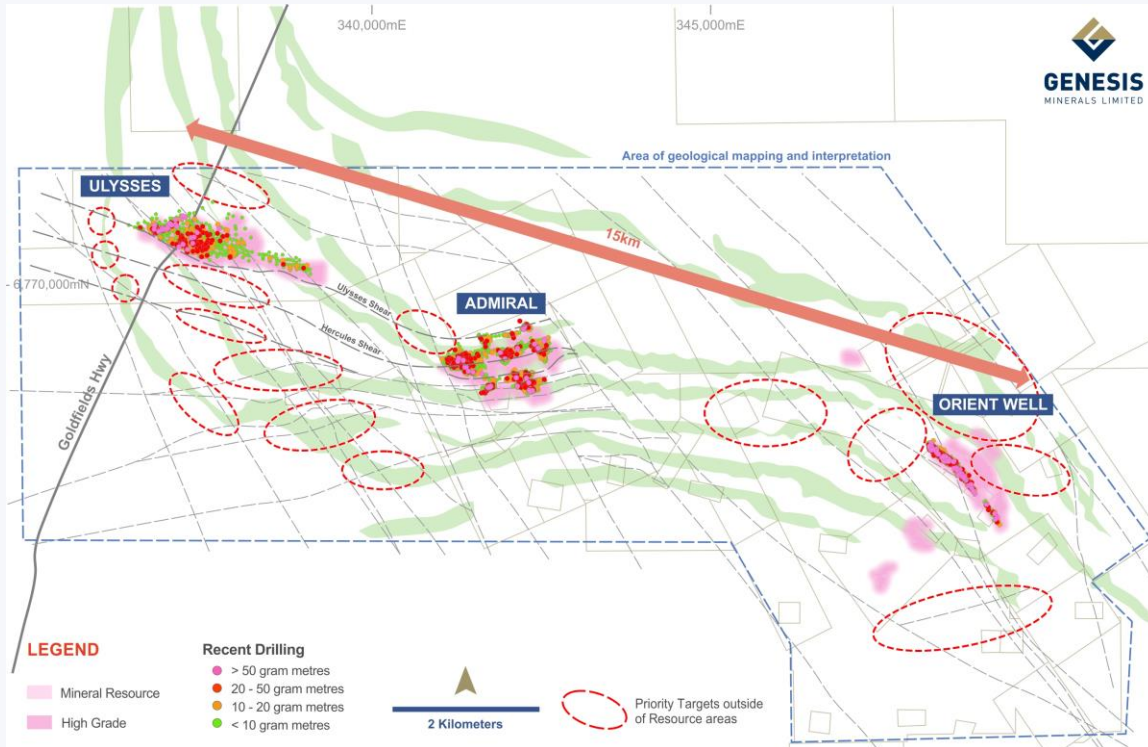 340,000mE
345,000mE
GENESIS
MINERALS LIMITED
Area of geological mapping and interpretation
ULYSSES
15km
6,770,000mN
Ulysses Shear
ADMIRAL
Hercules Shear
Goldfields Hwy
ORIENT WELL
LEGEND
Mineral Resource
High Grade
Recent Drilling
> 50 gram metres
20 - 50 gram metres
10 - 20 gram metres
< 10 gram metres
2 Kilometers
Priority Targets outside
of Resource areas